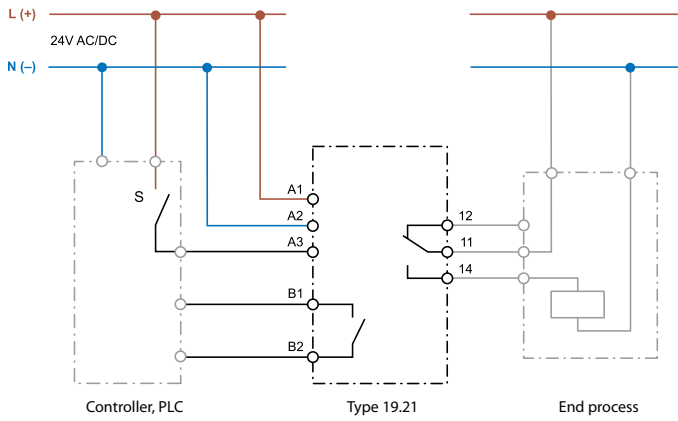 L (+)
24V AC/DC
N (–)
S
A1
A2
A3
B1
B2
12
11
14
Controller, PLC
Type 19.21
End process